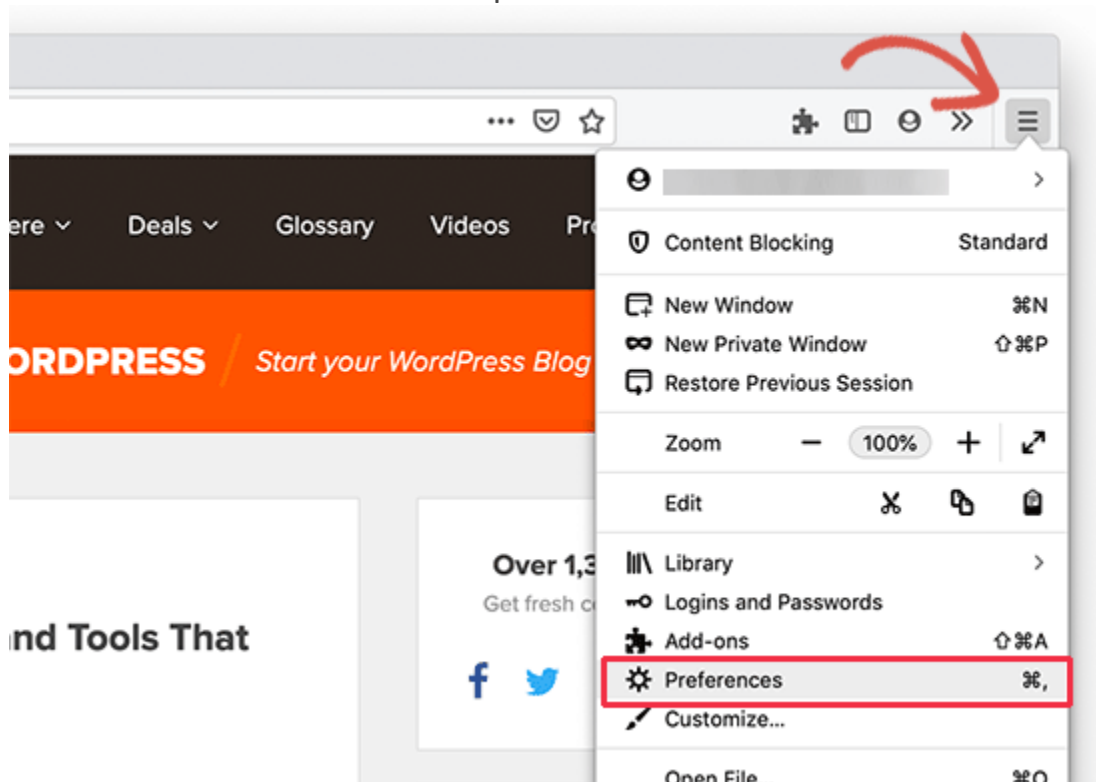 ere Deals Glossary Videos Pr
Content Blocking Standard
ORDPRESS / Start your WordPress Blog
New Window ⌘N
New Private Window ⇧⌘P
Restore Previous Session
Zoom − 100% +
Edit
Over 1,3
Get fresh c
nd Tools That
Library
Logins and Passwords
Add-ons ⇧⌘A
Preferences ⌘,
Customize...
Open File... ⌘O